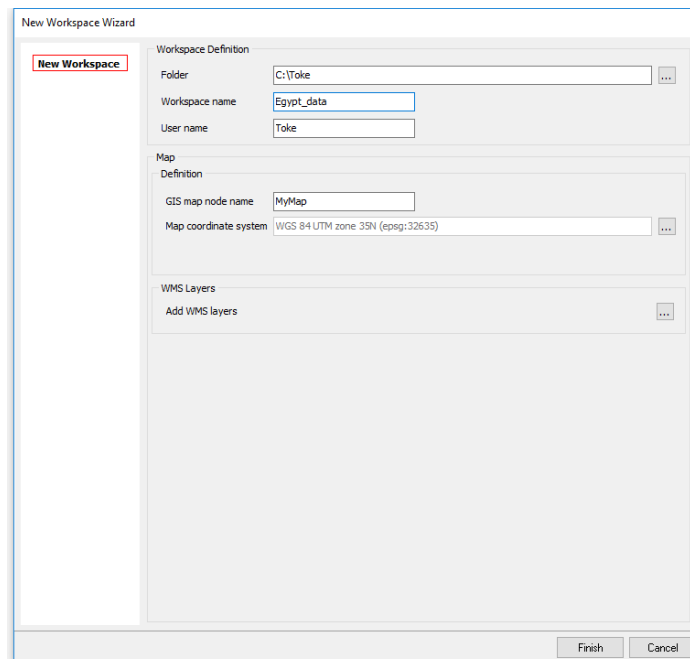 New Workspace Wizard
New Workspace
Workspace Definition
Folder C:\Toke ...
Workspace name Egypt_data
User name Toke
Map
Definition
GIS map node name MyMap
Map coordinate system WGS 84 UTM zone 35N (epsg:32635) ...
WMS Layers
Add WMS layers ...
Finish Cancel